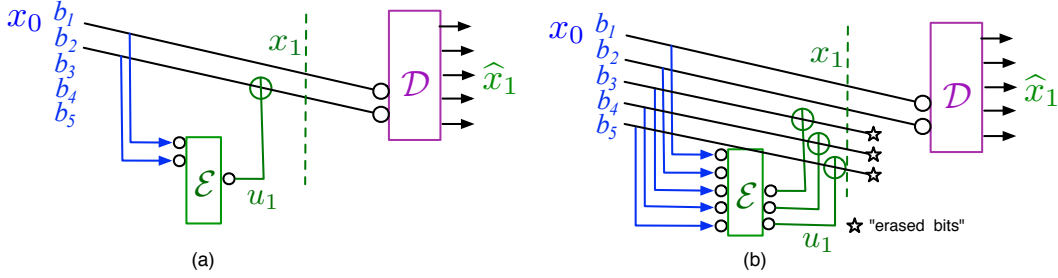 x₀ b₁
b₂
b₃
b₄
b₅
x₁
𝓔
u₁
𝓓
x̂₁
(a)
x₀ b₁
b₂
b₃
b₄
b₅
x₁
𝓔
u₁
𝓓
x̂₁
☆ "erased bits"
(b)